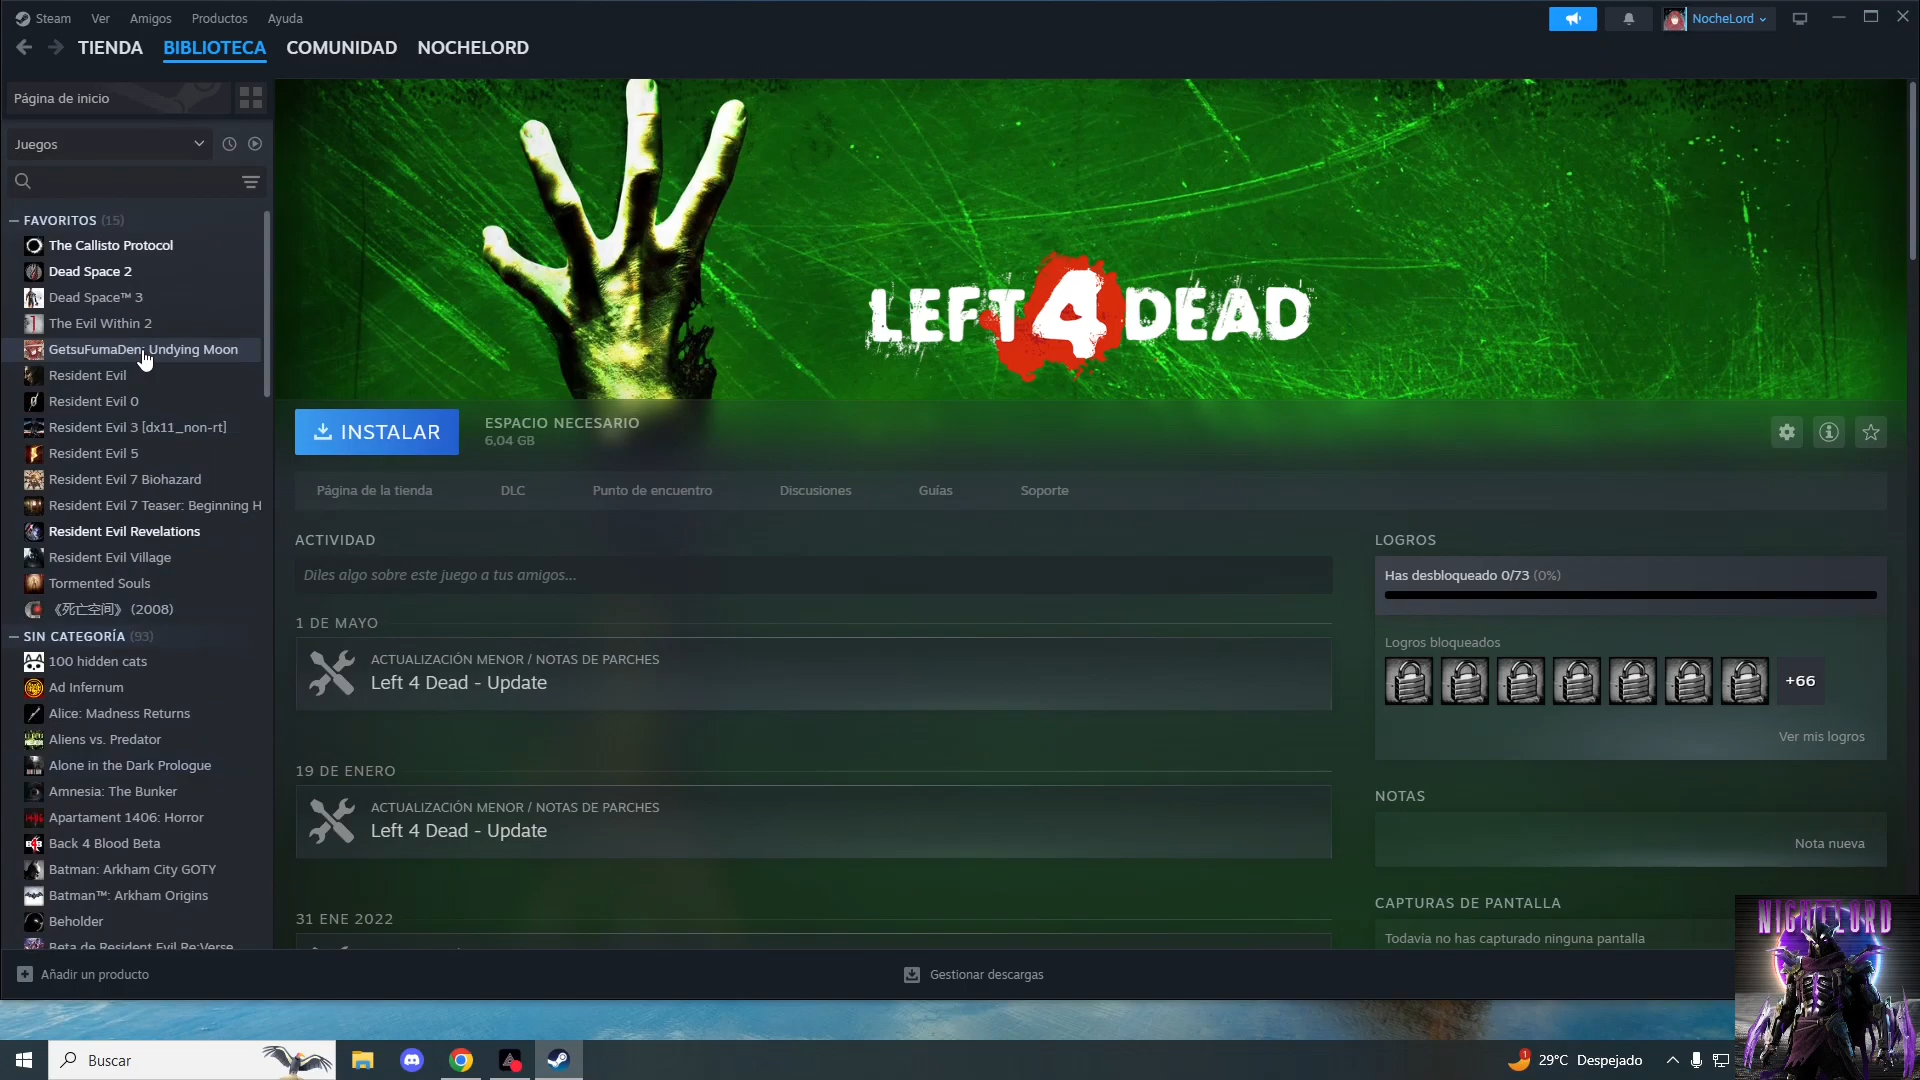 Steam Ver Amigos Productos Ayuda
NocheLord
TIENDA BIBLIOTECA COMUNIDAD NOCHELORD
Página de inicio
Juegos
FAVORITOS (15)
The Callisto Protocol
Dead Space 2
Dead Space™ 3
The Evil Within 2
GetsuFumaDen: Undying Moon
Resident Evil
Resident Evil 0
Resident Evil 3 [dx11_non-rt]
Resident Evil 5
Resident Evil 7 Biohazard
Resident Evil 7 Teaser: Beginning H
Resident Evil Revelations
Resident Evil Village
Tormented Souls
《死亡空间》 (2008)
SIN CATEGORÍA (93)
100 hidden cats
Ad Infernum
Alice: Madness Returns
Aliens vs. Predator
Alone in the Dark Prologue
Amnesia: The Bunker
Apartament 1406: Horror
Back 4 Blood Beta
Batman: Arkham City GOTY
Batman™: Arkham Origins
Beholder
Beta de Resident Evil Re:Verse
Añadir un producto
LEFT 4 DEAD™
INSTALAR
ESPACIO NECESARIO
6,04 GB
Página de la tienda DLC Punto de encuentro Discusiones Guías Soporte
ACTIVIDAD
Diles algo sobre este juego a tus amigos...
1 DE MAYO
ACTUALIZACIÓN MENOR / NOTAS DE PARCHES
Left 4 Dead - Update
19 DE ENERO
ACTUALIZACIÓN MENOR / NOTAS DE PARCHES
Left 4 Dead - Update
31 ENE 2022
LOGROS
Has desbloqueado 0/73 (0%)
Logros bloqueados
+66
Ver mis logros
NOTAS
Nota nueva
CAPTURAS DE PANTALLA
Todavía no has capturado ninguna pantalla
Gestionar descargas
NIGHTLORD
Buscar
1
29°C Despejado